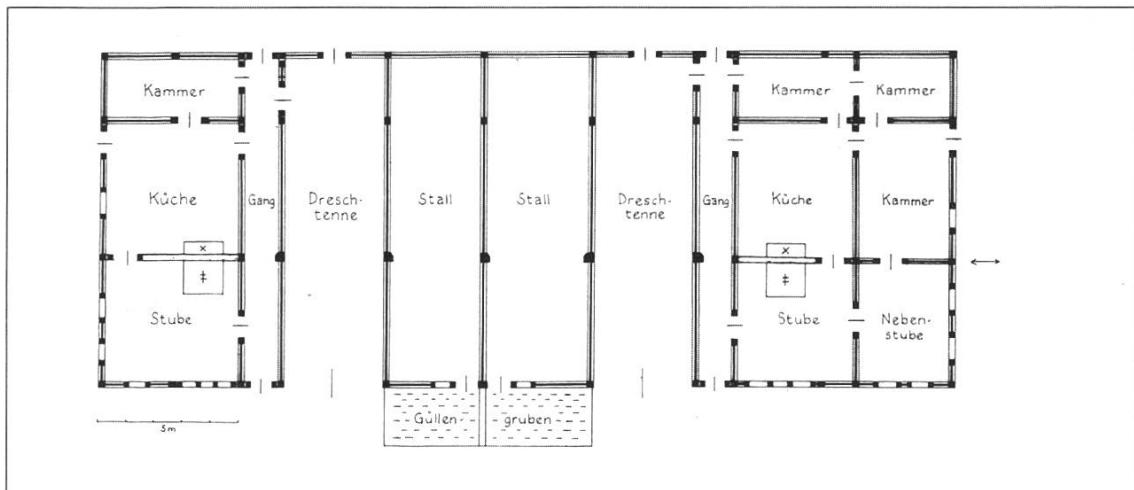 Kammer
Kammer
Kammer
Küche
Gang
Dresch-
tenne
Stall
Stall
Dresch-
tenne
Gang
Küche
Kammer
Stube
Stube
Neben-
stube
Güllen-
gruben
5m